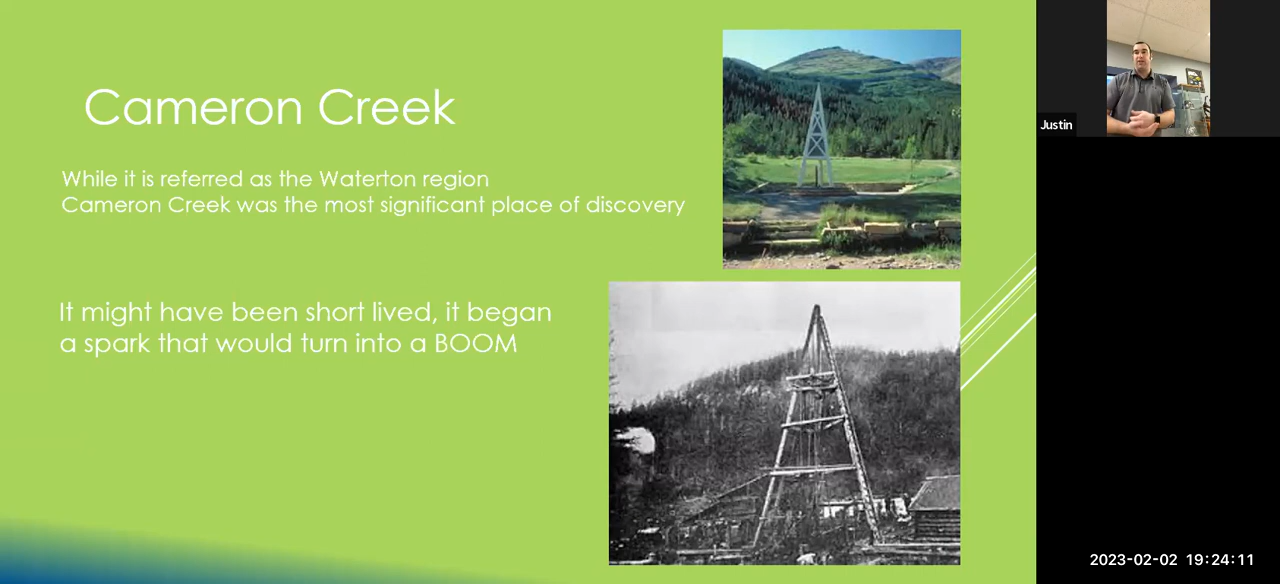 Cameron Creek
While it is referred as the Waterton region
Cameron Creek was the most significant place of discovery
It might have been short lived, it began
a spark that would turn into a BOOM
Justin
2023-02-02 19:24:11